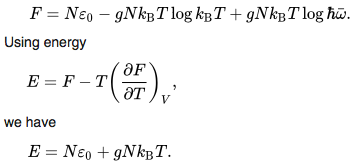 F = Nε₀ − gNk_BT log k_BT + gNk_BT log ħω̄.
Using energy
E = F − T(∂F/∂T)_V,
we have
E = Nε₀ + gNk_BT.